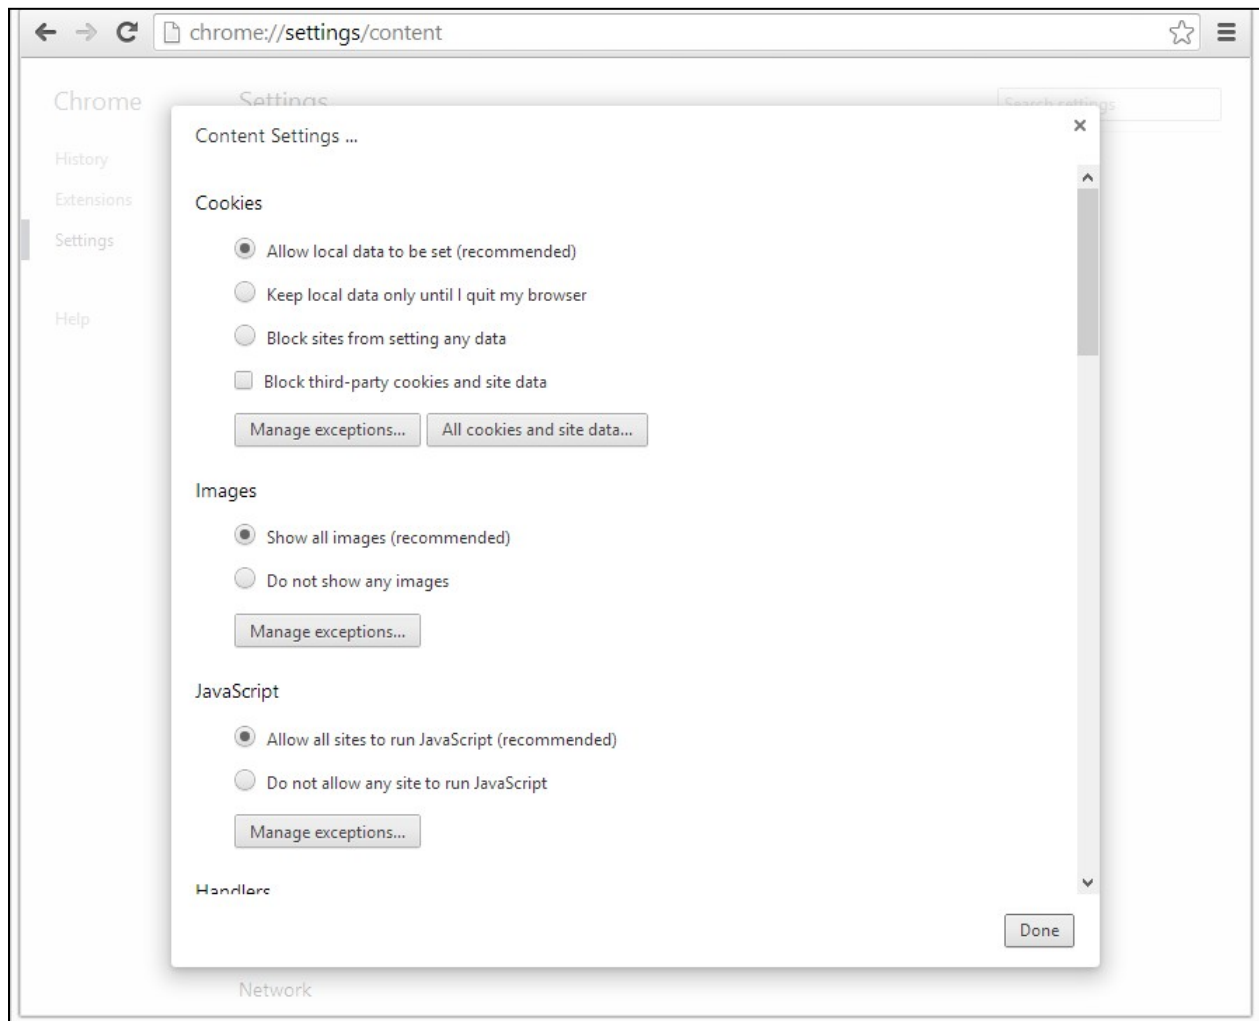 chrome://settings/content
Chrome
Settings
Search settings
History
Extensions
Settings
Help
Content Settings ...
Cookies
Allow local data to be set (recommended)
Keep local data only until I quit my browser
Block sites from setting any data
Block third-party cookies and site data
Manage exceptions... All cookies and site data...
Images
Show all images (recommended)
Do not show any images
Manage exceptions...
JavaScript
Allow all sites to run JavaScript (recommended)
Do not allow any site to run JavaScript
Manage exceptions...
Handlers
Done
Network